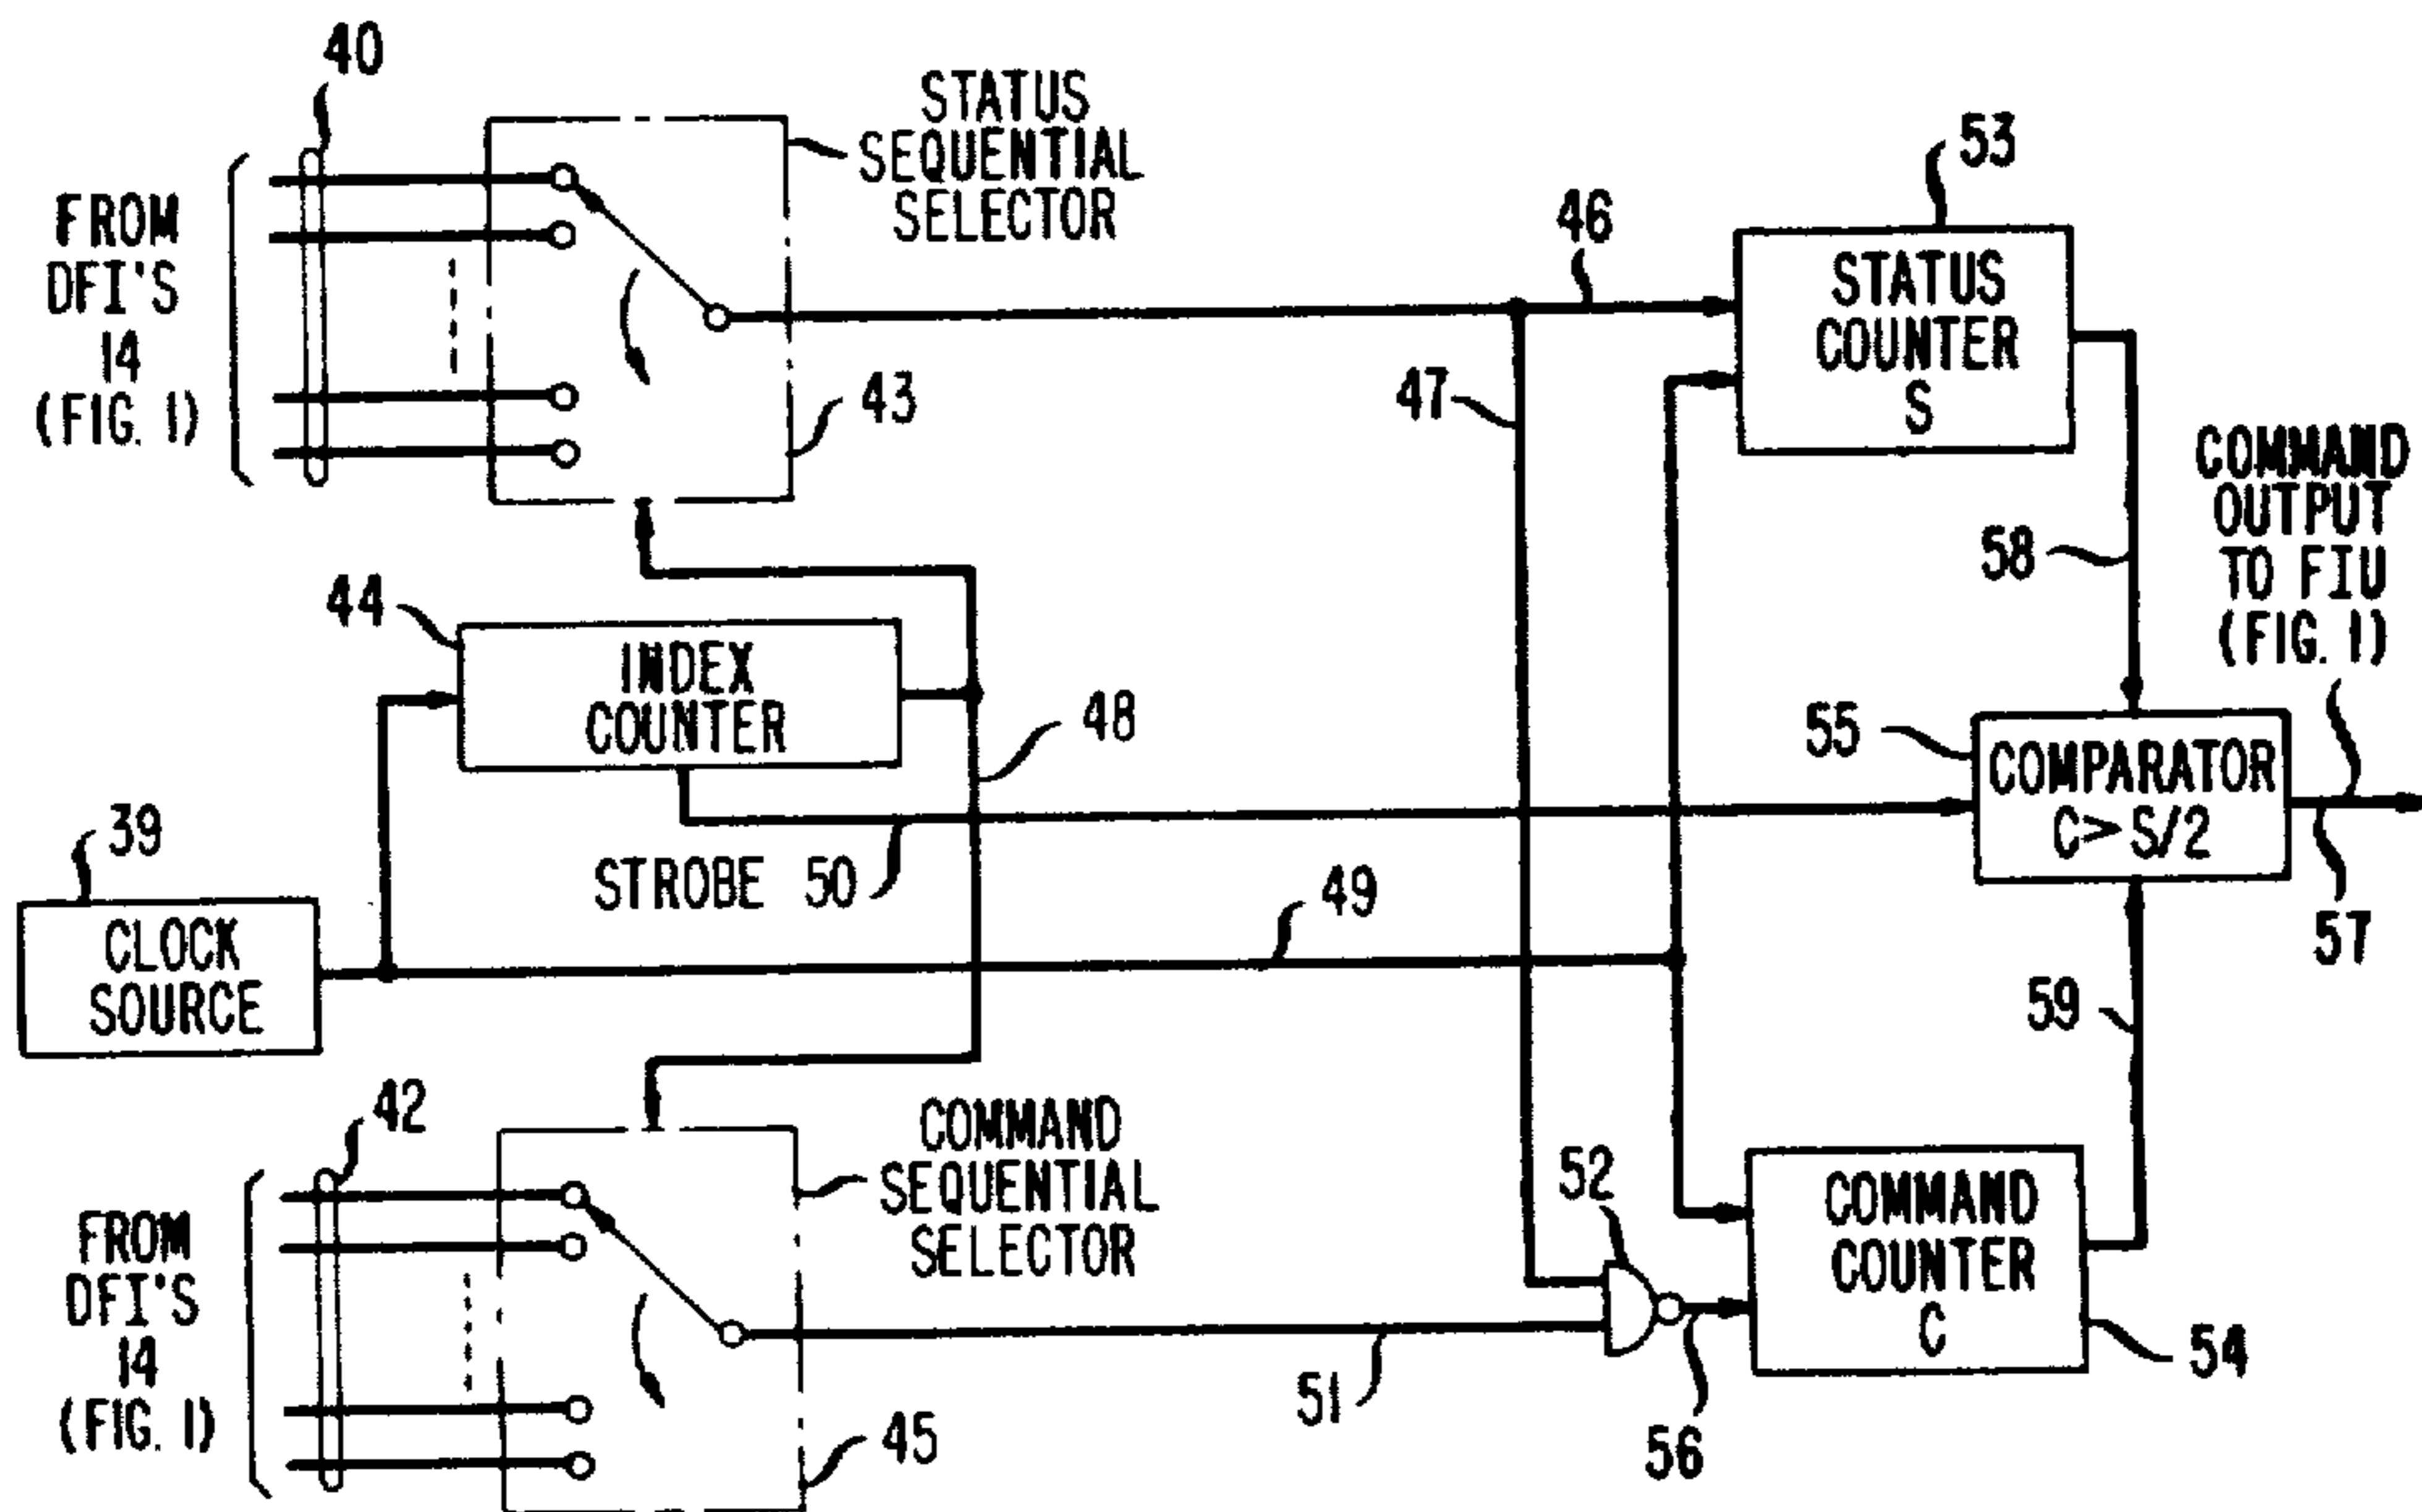 40
STATUS
SEQUENTIAL
SELECTOR
FROM
DFI'S
14
(FIG. 1)
43
46
47
53
STATUS
COUNTER
S
58
COMMAND
OUTPUT
TO FIU
(FIG. 1)
44
INDEX
COUNTER
48
55
COMPARATOR
C> S/2
57
39
CLOCK
SOURCE
STROBE 50
49
59
42
COMMAND
SEQUENTIAL
SELECTOR
FROM
DFI'S
14
(FIG. 1)
45
51
52
56
COMMAND
COUNTER
C
54